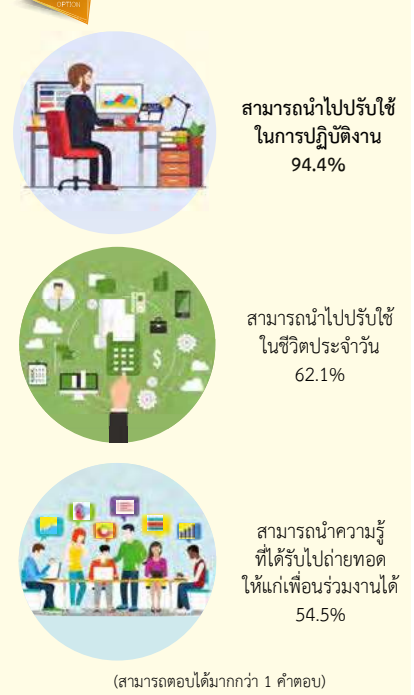 OPTION
สามารถนำไปปรับใช้
ในการปฏิบัติงาน
94.4%
สามารถนำไปปรับใช้
ในชีวิตประจำวัน
62.1%
สามารถนำความรู้
ที่ได้รับไปถ่ายทอด
ให้แก่เพื่อนร่วมงานได้
54.5%
(สามารถตอบได้มากกว่า 1 คำตอบ)